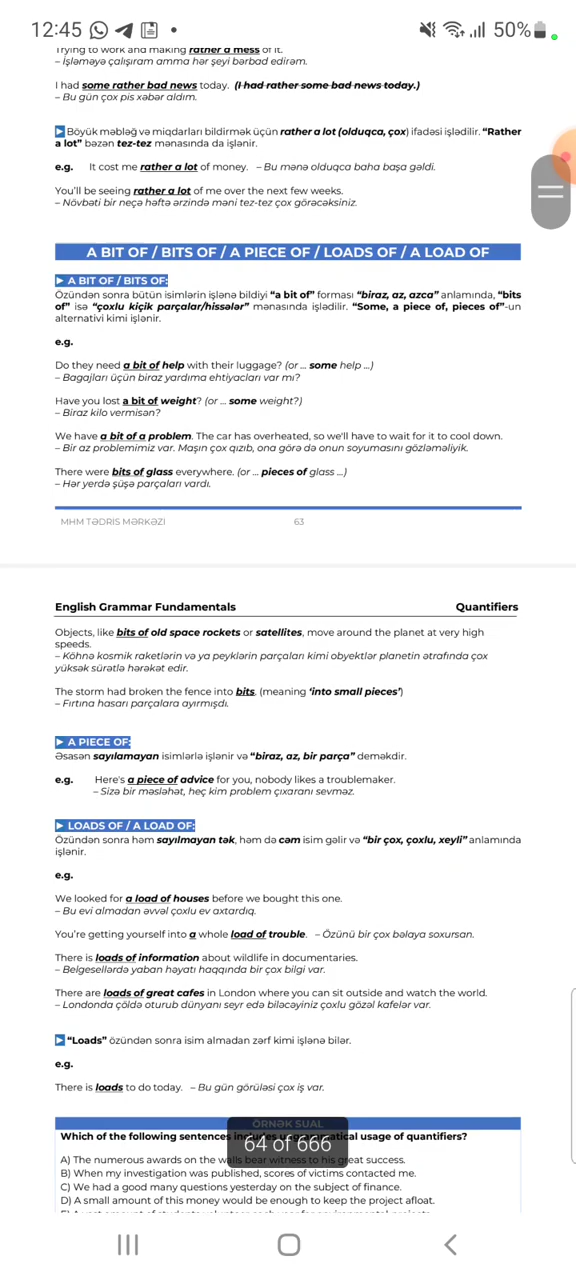 12:45
50%
Trying to work and making rather a mess of it.
– İşləməyə çalışıram amma hər şeyi bərbad edirəm.
I had some rather bad news today. (I had rather some bad news today.)
– Bu gün çox pis xəbər aldım.
► Böyük məbləğ və miqdarları bildirmək üçün rather a lot (olduqca, çox) ifadəsi işlədilir. “Rather
a lot” bəzən tez-tez mənasında da işlənir.
e.g. It cost me rather a lot of money. – Bu mənə olduqca baha başa gəldi.
You’ll be seeing rather a lot of me over the next few weeks.
– Növbəti bir neçə həftə ərzində məni tez-tez çox görəcəksiniz.
A BIT OF / BITS OF / A PIECE OF / LOADS OF / A LOAD OF
► A BIT OF / BITS OF:
Özündən sonra bütün isimlərin işlənə bildiyi “a bit of” forması “biraz, az, azca” anlamında, “bits
of” isə “çoxlu kiçik parçalar/hissələr” mənasında işlədilir. “Some, a piece of, pieces of”-un
alternativi kimi işlənir.
e.g.
Do they need a bit of help with their luggage? (or ... some help ...)
– Bagajları üçün biraz yardıma ehtiyacları var mı?
Have you lost a bit of weight? (or ... some weight?)
– Biraz kilo vermisən?
We have a bit of a problem. The car has overheated, so we'll have to wait for it to cool down.
– Bir az problemimiz var. Maşın çox qızıb, ona görə də onun soyumasını gözləməliyik.
There were bits of glass everywhere. (or ... pieces of glass ...)
– Hər yerdə şüşə parçaları vardı.
MHM TƏDRIS MƏRKƏZI 63
English Grammar Fundamentals Quantifiers
Objects, like bits of old space rockets or satellites, move around the planet at very high
speeds.
– Köhnə kosmik raketlərin və ya peyklərin parçaları kimi obyektlər planetin ətrafında çox
yüksək sürətlə hərəkət edir.
The storm had broken the fence into bits. (meaning ‘into small pieces’)
– Fırtına hasarı parçalara ayırmışdı.
► A PIECE OF:
Əsasən sayılamayan isimlərlə işlənir və “biraz, az, bir parça” deməkdir.
e.g. Here's a piece of advice for you, nobody likes a troublemaker.
– Sizə bir məsləhət, heç kim problem çıxaranı sevməz.
► LOADS OF / A LOAD OF:
Özündən sonra həm sayılmayan tək, həm də cəm isim gəlir və “bir çox, çoxlu, xeyli” anlamında
işlənir.
e.g.
We looked for a load of houses before we bought this one.
– Bu evi almadan əvvəl çoxlu ev axtardıq.
You’re getting yourself into a whole load of trouble. – Özünü bir çox bəlaya soxursan.
There is loads of information about wildlife in documentaries.
– Belgesellərdə yaban həyatı haqqında bir çox bilgi var.
There are loads of great cafes in London where you can sit outside and watch the world.
– Londonda çöldə oturub dünyanı seyr edə biləcəyiniz çoxlu gözəl kafelər var.
► “Loads” özündən sonra isim almadan zərf kimi işlənə bilər.
e.g.
There is loads to do today. – Bu gün görüləsi çox iş var.
ÖRNƏK SUAL
Which of the following sentences includes ungrammatical usage of quantifiers?
64 of 666
A) The numerous awards on the walls bear witness to his great success.
B) When my investigation was published, scores of victims contacted me.
C) We had a good many questions yesterday on the subject of finance.
D) A small amount of this money would be enough to keep the project afloat.